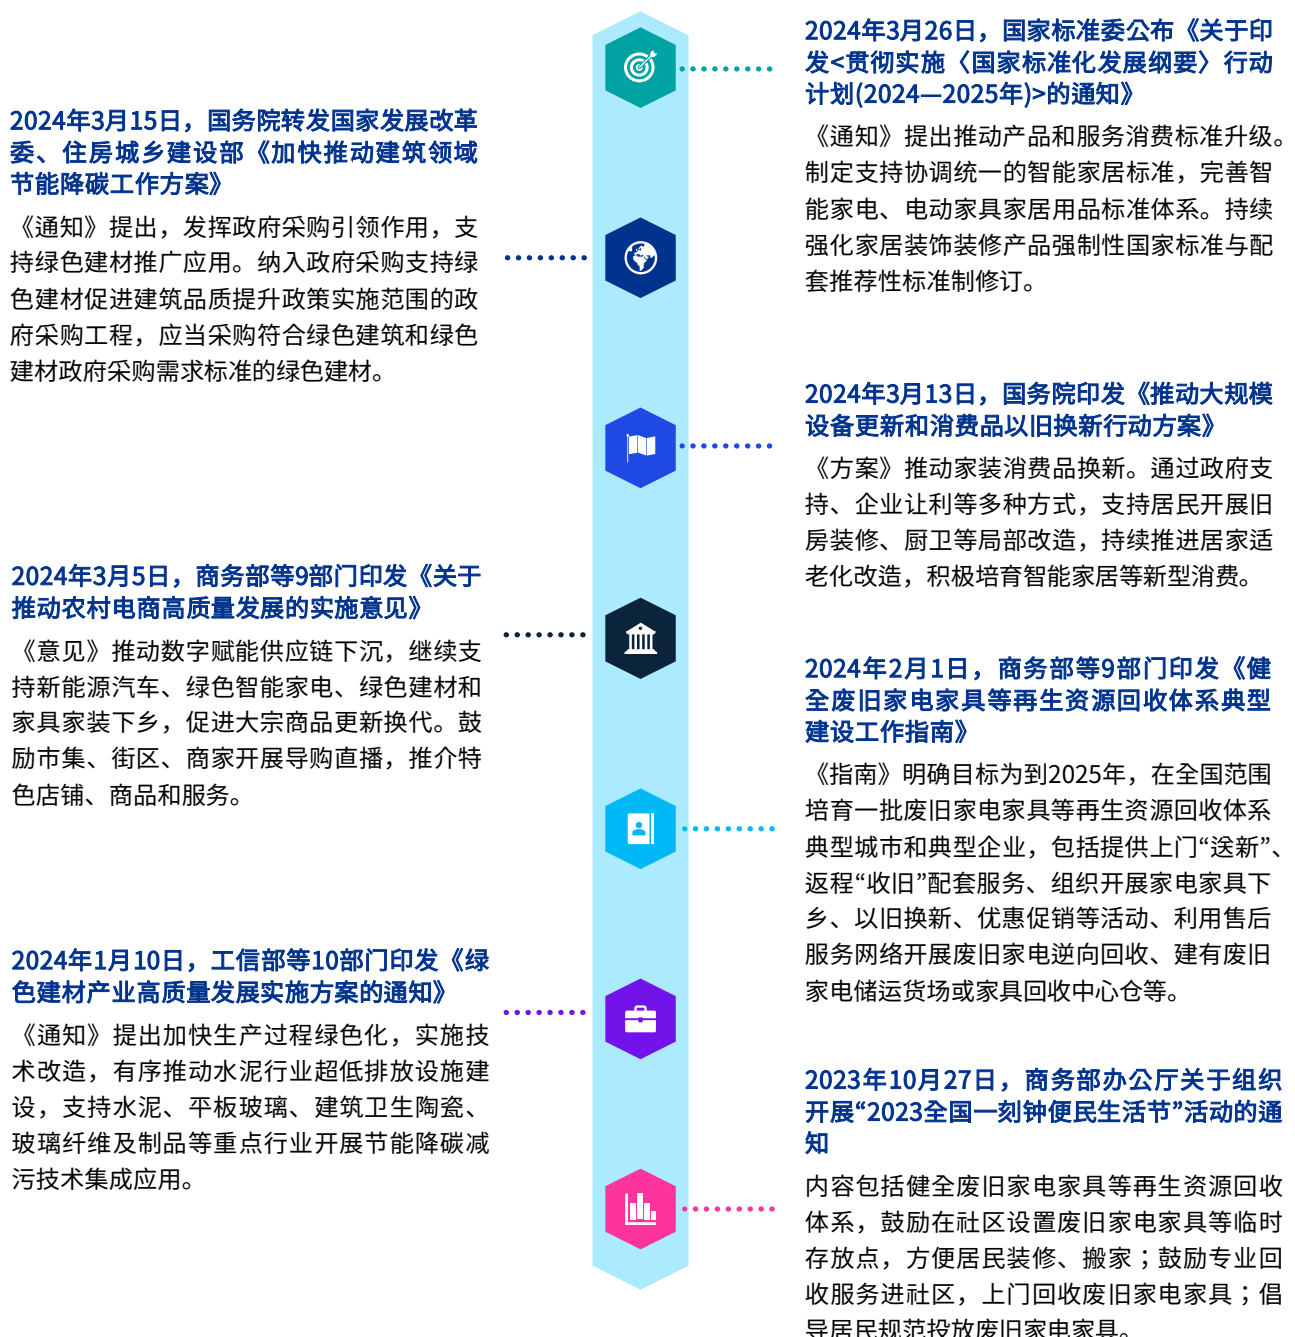 2024年3月26日，国家标准委公布《关于印
发<贯彻实施〈国家标准化发展纲要〉行动
计划(2024—2025年)>的通知》
《通知》提出推动产品和服务消费标准升级。
制定支持协调统一的智能家居标准，完善智
能家电、电动家具家居用品标准体系。持续
强化家居装饰装修产品强制性国家标准与配
套推荐性标准制修订。
2024年3月15日，国务院转发国家发展改革
委、住房城乡建设部《加快推动建筑领域
节能降碳工作方案》
《通知》提出，发挥政府采购引领作用，支
持绿色建材推广应用。纳入政府采购支持绿
色建材促进建筑品质提升政策实施范围的政
府采购工程，应当采购符合绿色建筑和绿色
建材政府采购需求标准的绿色建材。
2024年3月13日，国务院印发《推动大规模
设备更新和消费品以旧换新行动方案》
《方案》推动家装消费品换新。通过政府支
持、企业让利等多种方式，支持居民开展旧
房装修、厨卫等局部改造，持续推进居家适
老化改造，积极培育智能家居等新型消费。
2024年3月5日，商务部等9部门印发《关于
推动农村电商高质量发展的实施意见》
《意见》推动数字赋能供应链下沉，继续支
持新能源汽车、绿色智能家电、绿色建材和
家具家装下乡，促进大宗商品更新换代。鼓
励市集、街区、商家开展导购直播，推介特
色店铺、商品和服务。
2024年2月1日，商务部等9部门印发《健
全废旧家电家具等再生资源回收体系典型
建设工作指南》
《指南》明确目标为到2025年，在全国范围
培育一批废旧家电家具等再生资源回收体系
典型城市和典型企业，包括提供上门“送新”、
返程“收旧”配套服务、组织开展家电家具下
乡、以旧换新、优惠促销等活动、利用售后
服务网络开展废旧家电逆向回收、建有废旧
家电储运货场或家具回收中心仓等。
2024年1月10日，工信部等10部门印发《绿
色建材产业高质量发展实施方案的通知》
《通知》提出加快生产过程绿色化，实施技
术改造，有序推动水泥行业超低排放设施建
设，支持水泥、平板玻璃、建筑卫生陶瓷、
玻璃纤维及制品等重点行业开展节能降碳减
污技术集成应用。
2023年10月27日，商务部办公厅关于组织
开展“2023全国一刻钟便民生活节”活动的通
知
内容包括健全废旧家电家具等再生资源回收
体系，鼓励在社区设置废旧家电家具等临时
存放点，方便居民装修、搬家；鼓励专业回
收服务进社区，上门回收废旧家电家具；倡
导居民规范投放废旧家电家具。